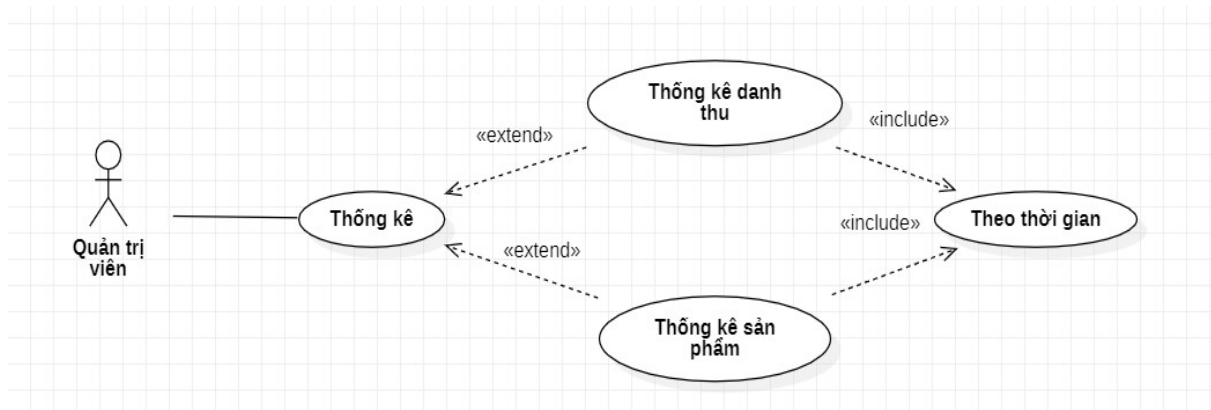 Thống kê danh
thu
«extend»
«include»
Quản trị
viên
Thống kê
Theo thời gian
«extend»
«include»
Thống kê sản
phẩm